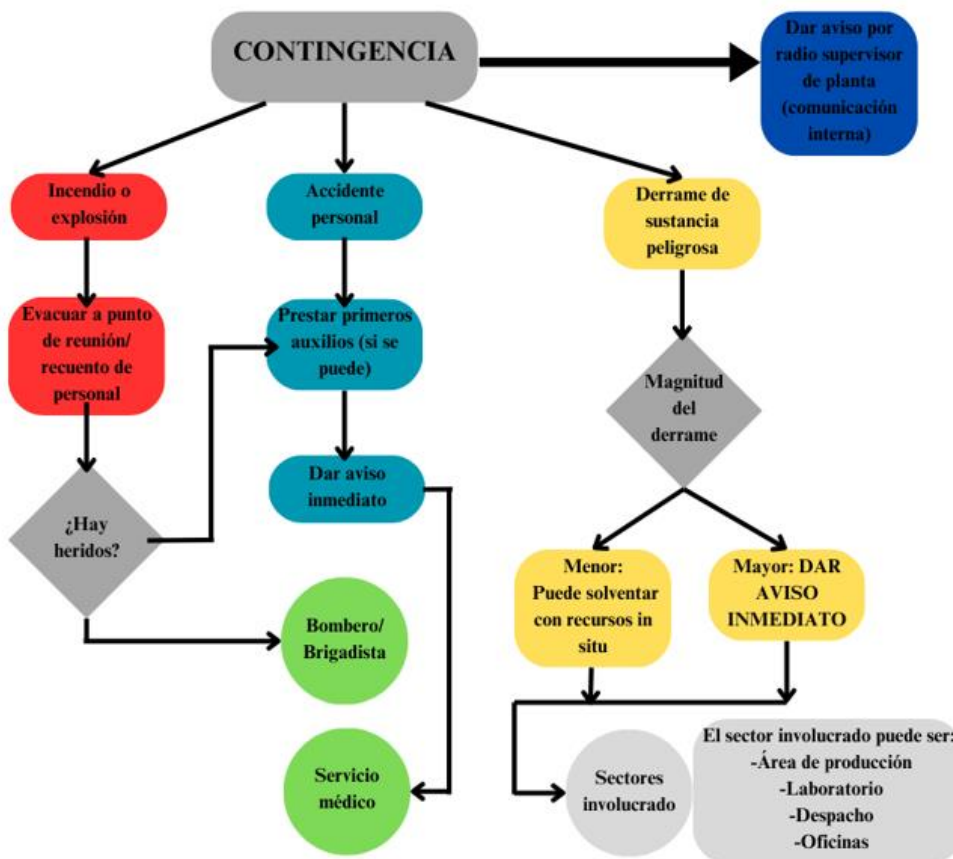 CONTINGENCIA
Dar aviso por
radio supervisor
de planta
(comunicación
interna)
Incendio o
explosión
Accidente
personal
Derrame de
sustancia
peligrosa
Evacuar a punto
de reunión/
recuento de
personal
Prestar primeros
auxilios (si se
puede)
Magnitud
del
derrame
Dar aviso
inmediato
¿Hay
heridos?
Menor:
Puede solventar
con recursos in
situ
Mayor: DAR
AVISO
INMEDIATO
Bombero/
Brigadista
Servicio
médico
Sectores
involucrado
El sector involucrado puede ser:
-Área de producción
-Laboratorio
-Despacho
-Oficinas